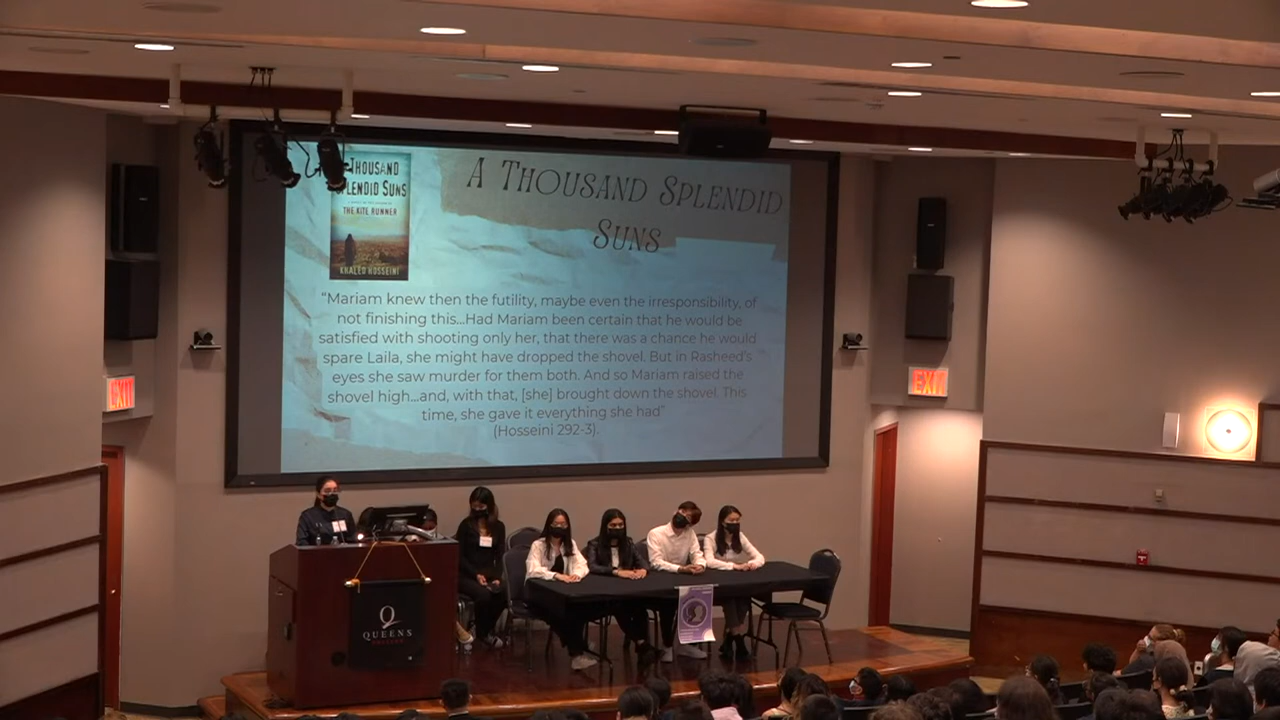 THOUSAND
SPLENDID SUNS
THE KITE RUNNER
KHALED HOSSEINI
A THOUSAND SPLENDID
SUNS
“Mariam knew then the futility, maybe even the irresponsibility, of
not finishing this...Had Mariam been certain that he would be
satisfied with shooting only her, that there was a chance he would
spare Laila, she might have dropped the shovel. But in Rasheed's
eyes she saw murder for them both. And so Mariam raised the
shovel high...and, with that, [she] brought down the shovel. This
time, she gave it everything she had”
(Hosseini 292-3).
EXIT
EXIT
Q
QUEENS
COLLEGE